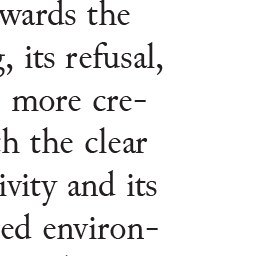 wards the
, its refusal,
more cre-
h the clear
ivity and its
ed environ-